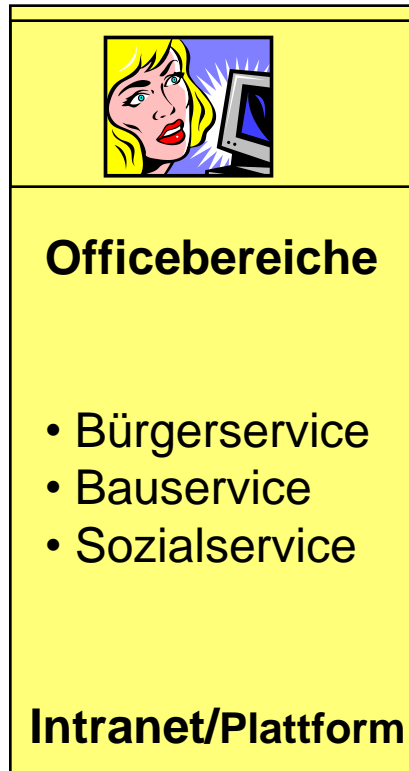 Officebereiche
• Bürgerservice
• Bauservice
• Sozialservice
Intranet/Plattform